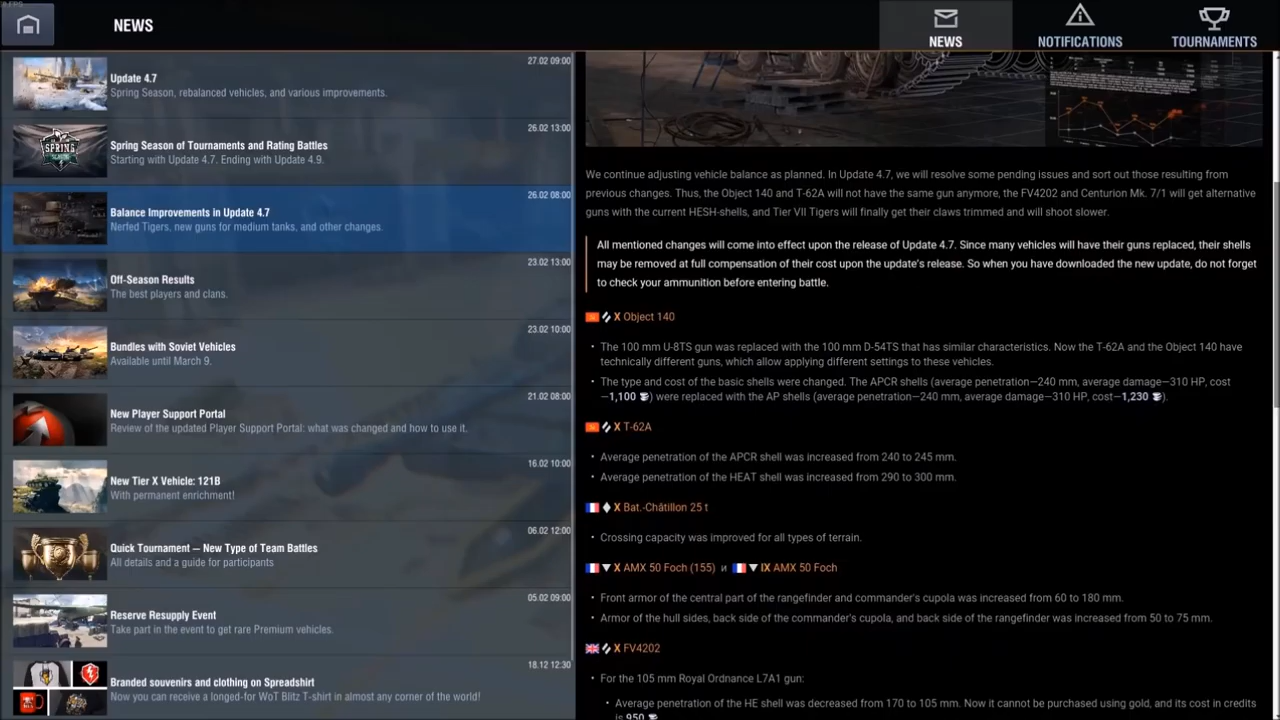 NEWS
NEWS
NOTIFICATIONS
TOURNAMENTS
27.02 09:00
Update 4.7
Spring Season, rebalanced vehicles, and various improvements.
26.02 13:00
SPRING
Spring Season of Tournaments and Rating Battles
Starting with Update 4.7. Ending with Update 4.9.
26.02 08:00
Balance Improvements in Update 4.7
Nerfed Tigers, new guns for medium tanks, and other changes.
23.02 13:00
Off-Season Results
The best players and clans.
23.02 10:00
Bundles with Soviet Vehicles
Available until March 9.
21.02 08:00
New Player Support Portal
Review of the updated Player Support Portal: what was changed and how to use it.
16.02 10:00
New Tier X Vehicle: 121B
With permanent enrichment!
06.02 12:00
Quick Tournament — New Type of Team Battles
All details and a guide for participants
05.02 09:00
Reserve Resupply Event
Take part in the event to get rare Premium vehicles.
18.12 12:30
Branded souvenirs and clothing on Spreadshirt
Now you can receive a longed-for WoT Blitz T-shirt in almost any corner of the world!
We continue adjusting vehicle balance as planned. In Update 4.7, we will resolve some pending issues and sort out those resulting from
previous changes. Thus, the Object 140 and T-62A will not have the same gun anymore, the FV4202 and Centurion Mk. 7/1 will get alternative
guns with the current HESH-shells, and Tier VII Tigers will finally get their claws trimmed and will shoot slower.
All mentioned changes will come into effect upon the release of Update 4.7. Since many vehicles will have their guns replaced, their shells
may be removed at full compensation of their cost upon the update's release. So when you have downloaded the new update, do not forget
to check your ammunition before entering battle.
X Object 140
• The 100 mm U-8TS gun was replaced with the 100 mm D-54TS that has similar characteristics. Now the T-62A and the Object 140 have
technically different guns, which allow applying different settings to these vehicles.
• The type and cost of the basic shells were changed. The APCR shells (average penetration—240 mm, average damage—310 HP, cost
—1,100) were replaced with the AP shells (average penetration—240 mm, average damage—310 HP, cost—1,230).
X T-62A
• Average penetration of the APCR shell was increased from 240 to 245 mm.
• Average penetration of the HEAT shell was increased from 290 to 300 mm.
X Bat.-Châtillon 25 t
• Crossing capacity was improved for all types of terrain.
X AMX 50 Foch (155) и IX AMX 50 Foch
• Front armor of the central part of the rangefinder and commander's cupola was increased from 60 to 180 mm.
• Armor of the hull sides, back side of the commander's cupola, and back side of the rangefinder was increased from 50 to 75 mm.
X FV4202
• For the 105 mm Royal Ordnance L7A1 gun:
• Average penetration of the HE shell was decreased from 170 to 105 mm. Now it cannot be purchased using gold, and its cost in credits
is 950